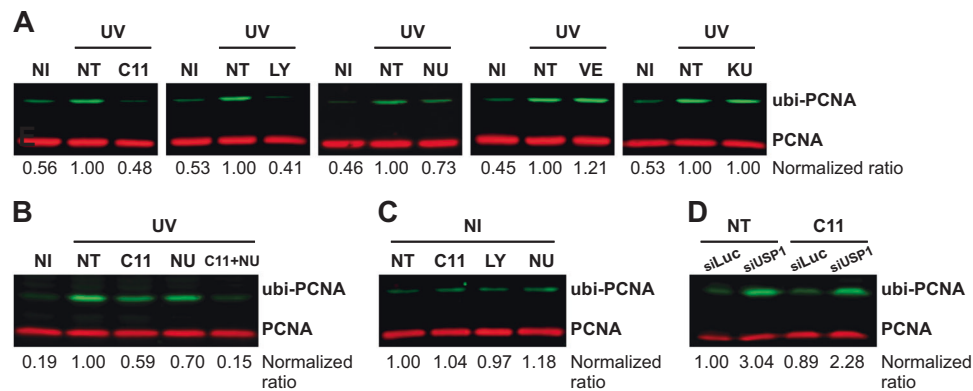 A
UV UV UV UV UV
NI NT C11 NI NT LY NI NT NU NI NT VE NI NT KU
ubi-PCNA
E
PCNA
0.56 1.00 0.48 0.53 1.00 0.41 0.46 1.00 0.73 0.45 1.00 1.21 0.53 1.00 1.00 Normalized ratio
B
UV
NI NT C11 NU C11+NU
ubi-PCNA
PCNA
0.19 1.00 0.59 0.70 0.15 Normalized
ratio
C
NI
NT C11 LY NU
ubi-PCNA
PCNA
1.00 1.04 0.97 1.18 Normalized
ratio
D
NT C11
siLuc siUSP1 siLuc siUSP1
ubi-PCNA
PCNA
1.00 3.04 0.89 2.28 Normalized
ratio